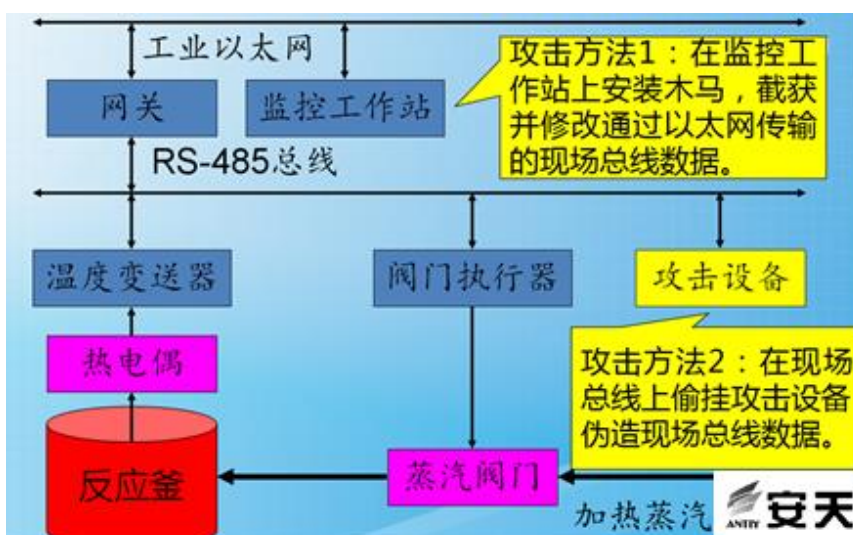 工业以太网
网关
监控工作站
攻击方法1：在监控工
作站上安装木马，截获
并修改通过以太网传输
的现场总线数据。
RS-485总线
温度变送器
阀门执行器
攻击设备
热电偶
攻击方法2：在现场
总线上偷挂攻击设备
伪造现场总线数据。
反应釜
蒸汽阀门
加热蒸汽
ANTIY 安天